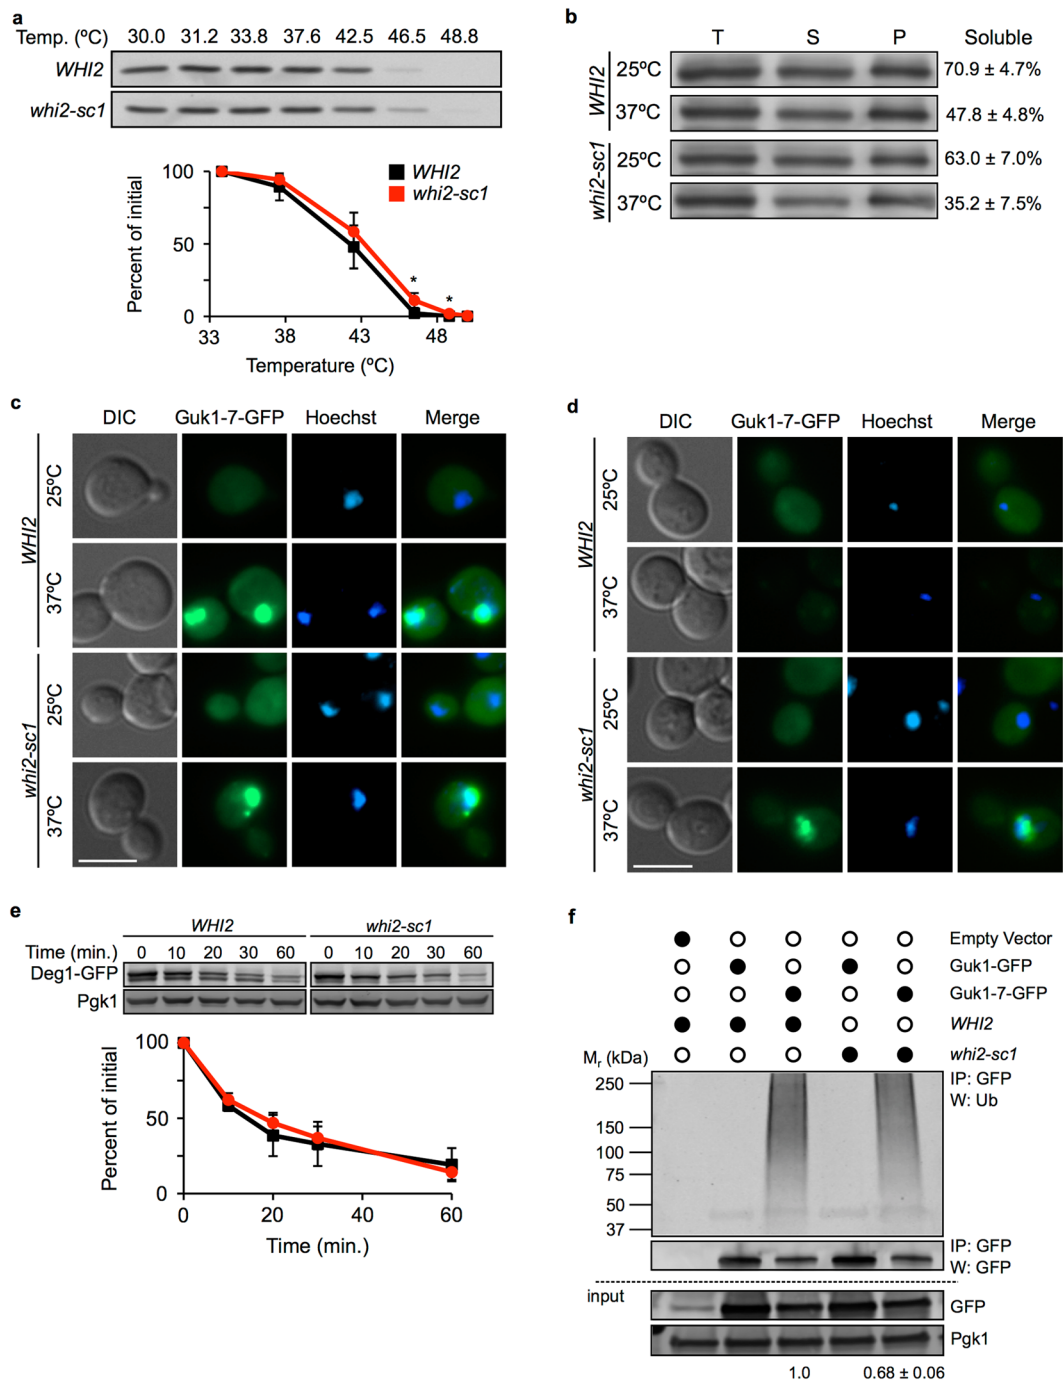 a
Temp. (ºC) 30.0 31.2 33.8 37.6 42.5 46.5 48.8
WHI2
whi2-sc1
100
50
0
Percent of initial
WHI2
whi2-sc1
*
*
33 38 43 48
Temperature (ºC)
b
T S P Soluble
WHI2
25ºC 70.9 ± 4.7%
37ºC 47.8 ± 4.8%
whi2-sc1
25ºC 63.0 ± 7.0%
37ºC 35.2 ± 7.5%
c
DIC Guk1-7-GFP Hoechst Merge
WHI2
25ºC
37ºC
whi2-sc1
25ºC
37ºC
d
DIC Guk1-7-GFP Hoechst Merge
WHI2
25ºC
37ºC
whi2-sc1
25ºC
37ºC
e
WHI2 whi2-sc1
Time (min.) 0 10 20 30 60 0 10 20 30 60
Deg1-GFP
Pgk1
100
50
0
Percent of initial
0 20 40 60
Time (min.)
f
Empty Vector
Guk1-GFP
Guk1-7-GFP
WHI2
whi2-sc1
Mr (kDa)
250
150
100
75
50
37
IP: GFP
W: Ub
IP: GFP
W: GFP
input
GFP
Pgk1
1.0 0.68 ± 0.06